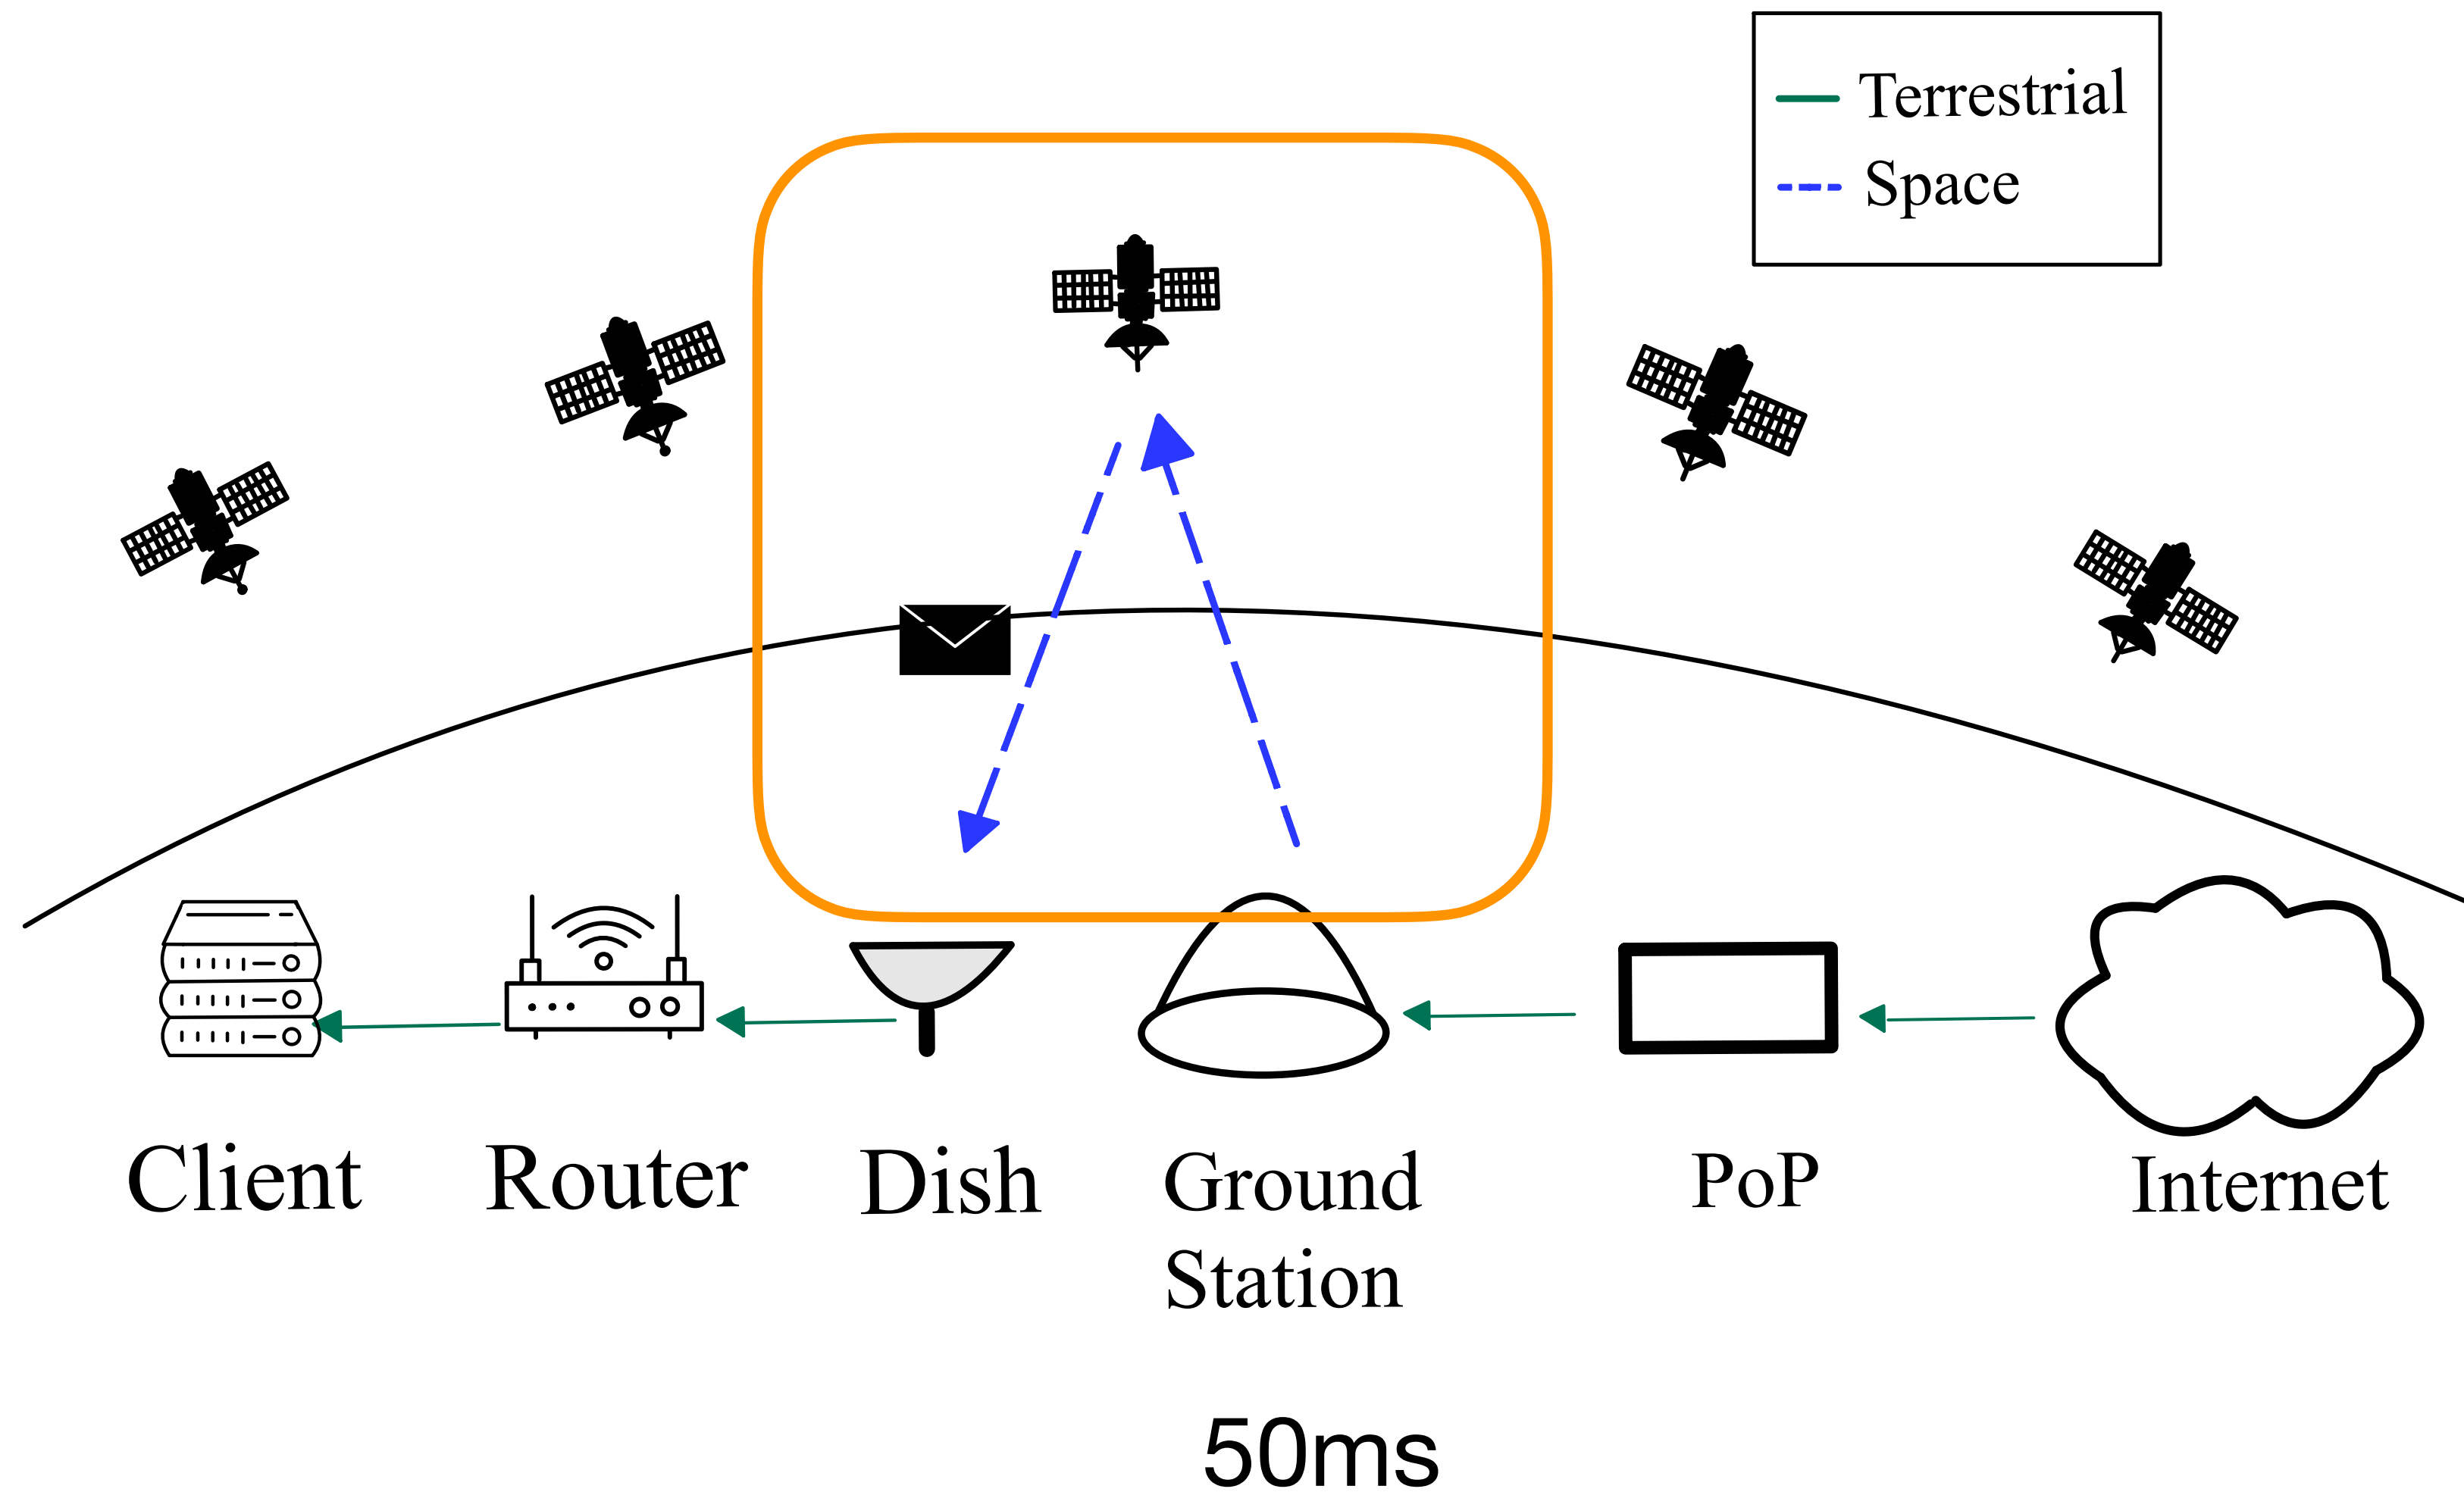 Terrestrial
Space
Client
Router
Dish
Ground
Station
PoP
Internet
50ms